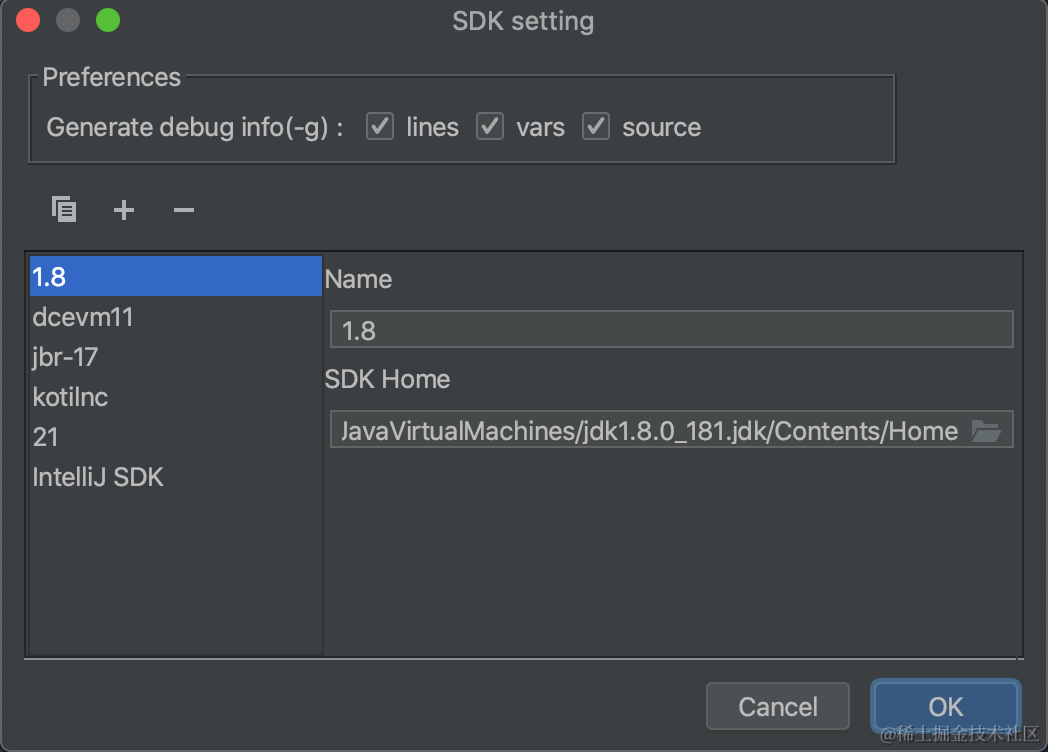 SDK setting
Preferences
Generate debug info(-g) : lines vars source
1.8
dcevm11
jbr-17
kotilnc
21
IntelliJ SDK
Name
1.8
SDK Home
JavaVirtualMachines/jdk1.8.0_181.jdk/Contents/Home
Cancel
OK
@稀土掘金技术社区